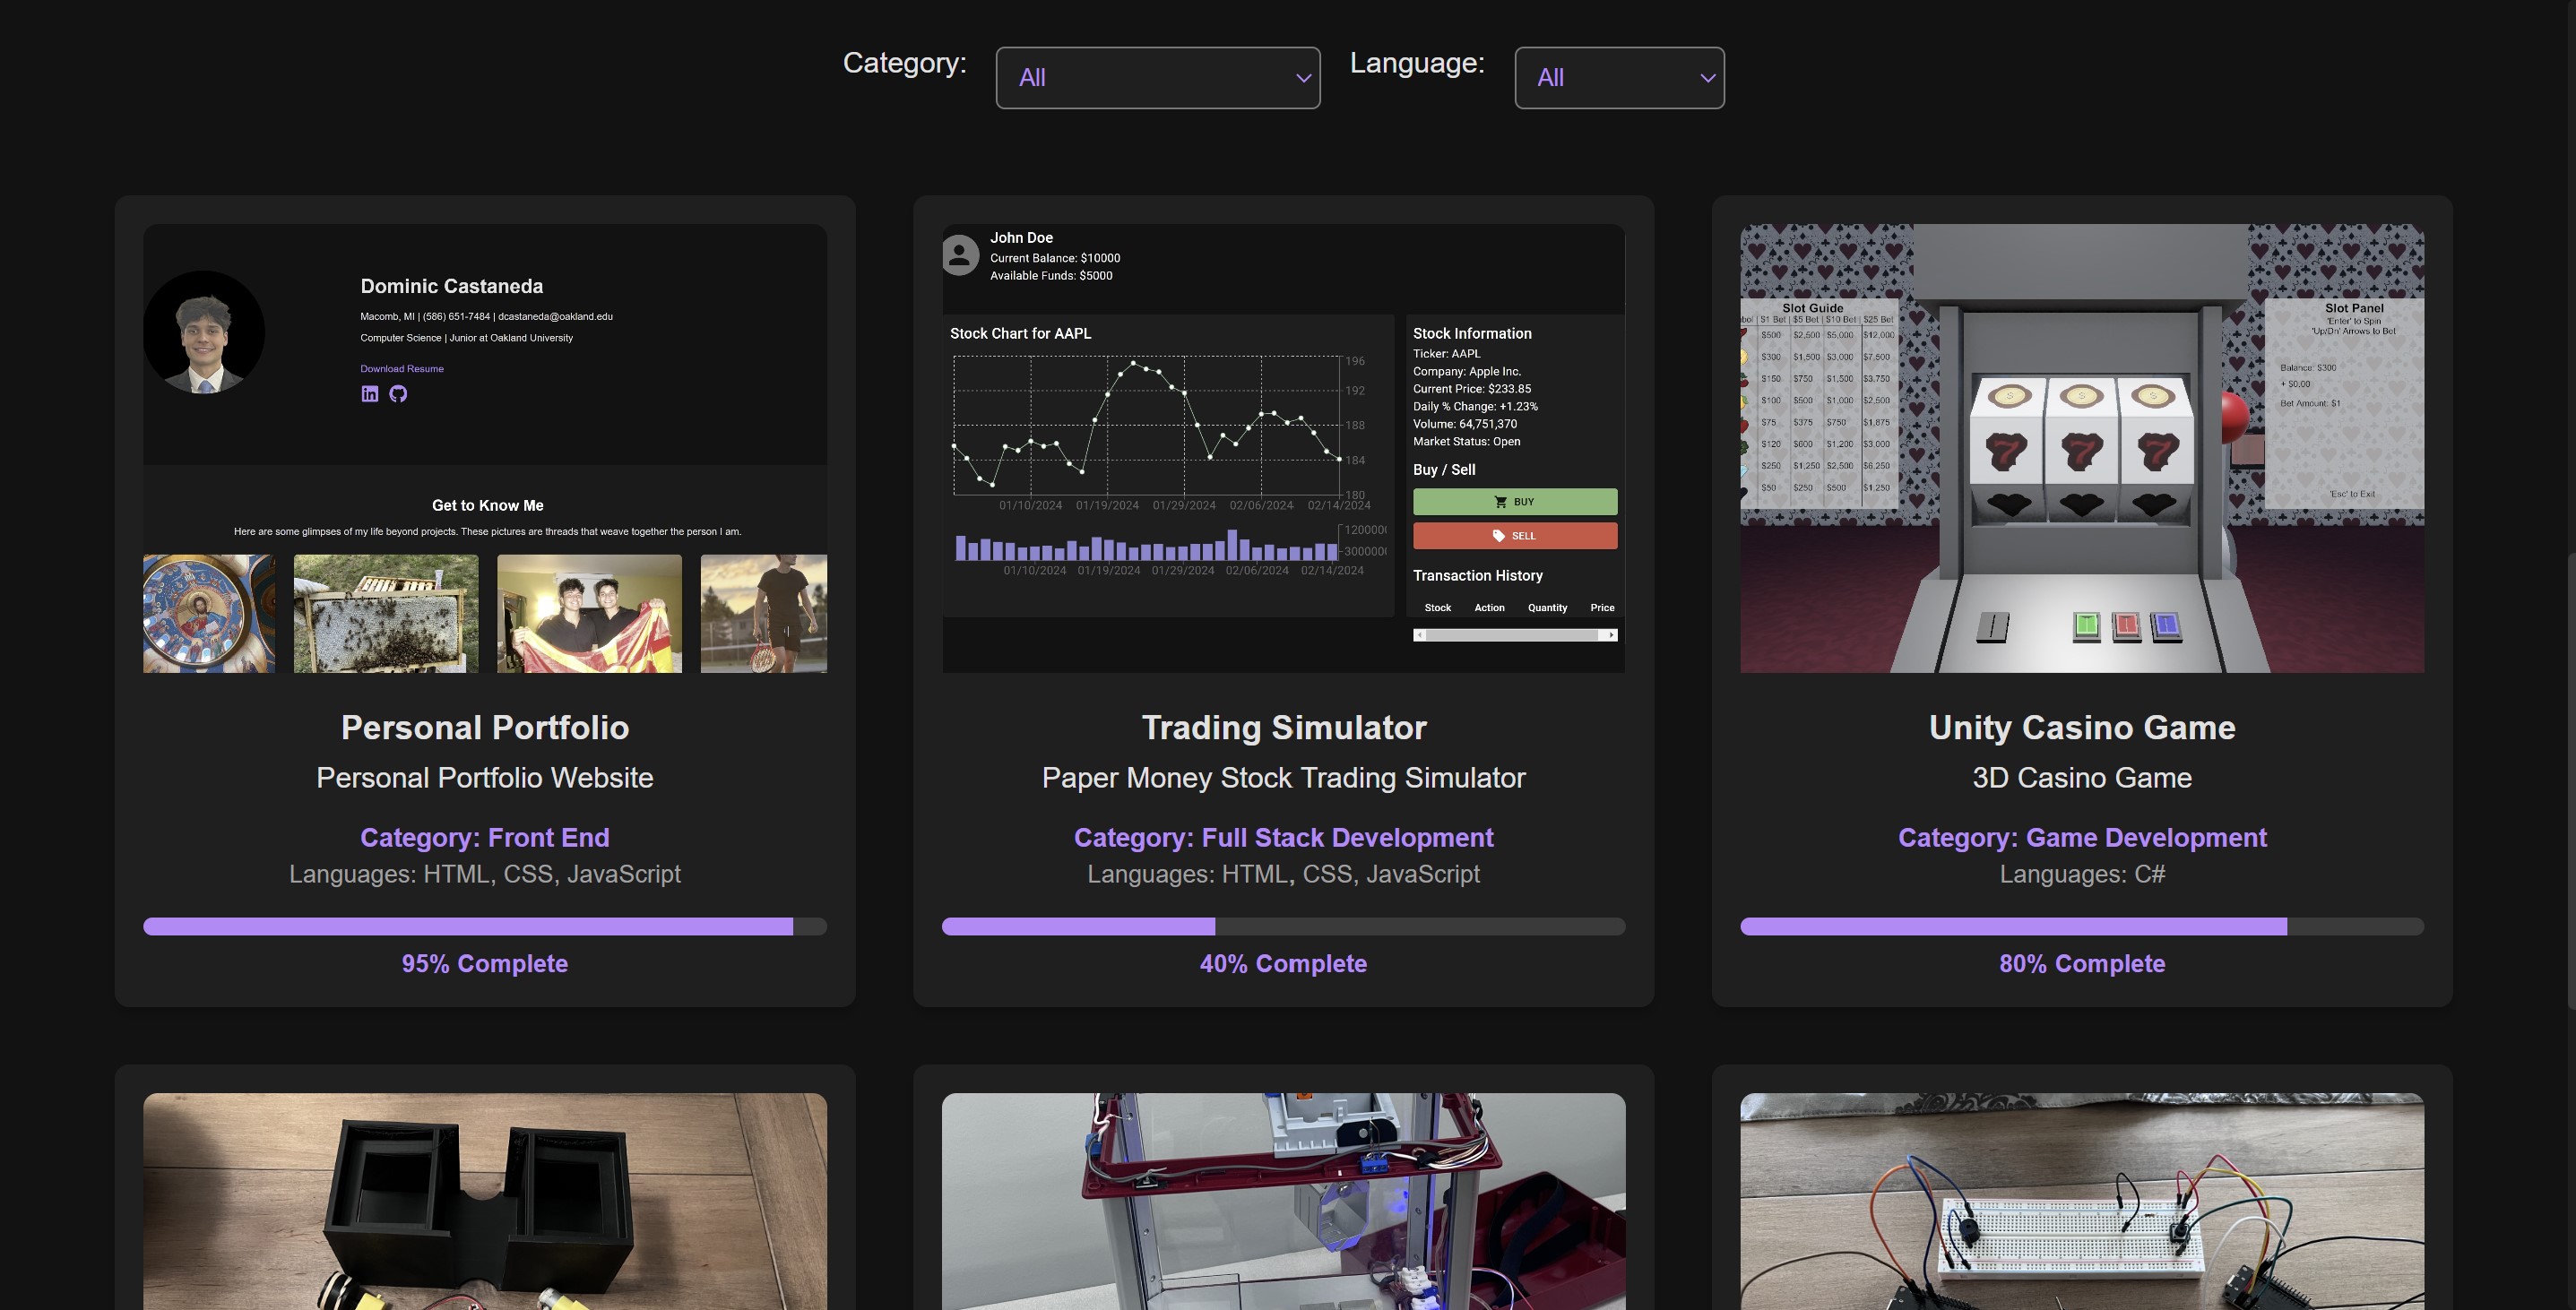 Category: All Language: All
Dominic Castaneda
Macomb, MI | (586) 651-7484 | dcastaneda@oakland.edu
Computer Science | Junior at Oakland University
Download Resume
Get to Know Me
Here are some glimpses of my life beyond projects. These pictures are threads that weave together the person I am.
Personal Portfolio
Personal Portfolio Website
Category: Front End
Languages: HTML, CSS, JavaScript
95% Complete
John Doe
Current Balance: $10000
Available Funds: $5000
Stock Chart for AAPL
196
192
188
184
180
01/10/2024 01/19/2024 01/29/2024 02/06/2024 02/14/2024
01/10/2024 01/19/2024 01/29/2024 02/06/2024 02/14/2024
Stock Information
Ticker: AAPL
Company: Apple Inc.
Current Price: $233.85
Daily % Change: +1.23%
Volume: 64,751,370
Market Status: Open
Buy / Sell
BUY
SELL
Transaction History
Stock Action Quantity Price
Trading Simulator
Paper Money Stock Trading Simulator
Category: Full Stack Development
Languages: HTML, CSS, JavaScript
40% Complete
Slot Guide
| $1 Bet | $5 Bet | $10 Bet | $25 Bet
$500 $2,500 $5,000 $12,000
$300 $1,500 $3,000 $7,500
$150 $750 $1,500 $3,750
$100 $500 $1,000 $2,500
$75 $375 $750 $1,875
$120 $600 $1,200 $3,000
$250 $1,250 $2,500 $6,250
$50 $250 $500 $1,250
Slot Panel
'Enter' to Spin
'Up/Dn' Arrows to Bet
Balance: $300
+ $0.00
Bet Amount: $1
'Esc' to Exit
7 7 7
Unity Casino Game
3D Casino Game
Category: Game Development
Languages: C#
80% Complete